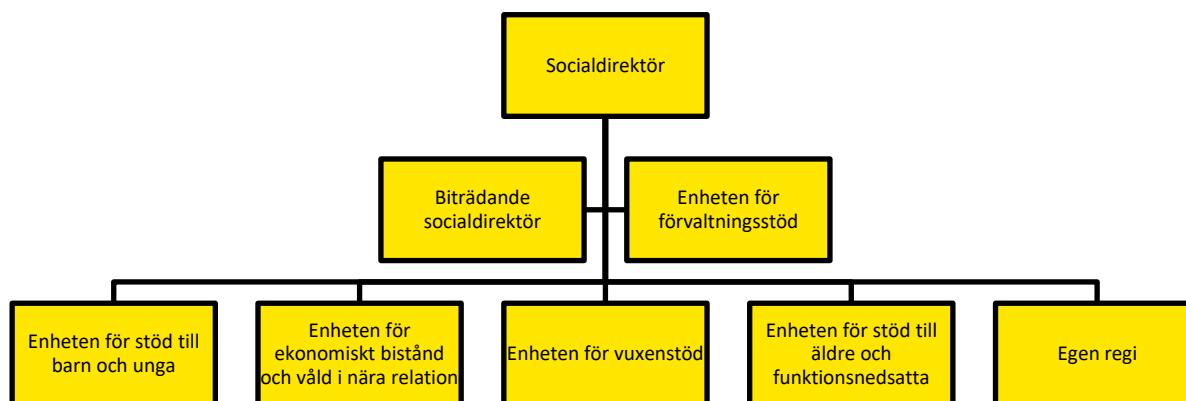 Socialdirektör
Biträdande
socialdirektör
Enheten för
förvaltningsstöd
Enheten för stöd till
barn och unga
Enheten för
ekonomiskt bistånd
och våld i nära relation
Enheten för vuxenstöd
Enheten för stöd till
äldre och
funktionsnedsatta
Egen regi